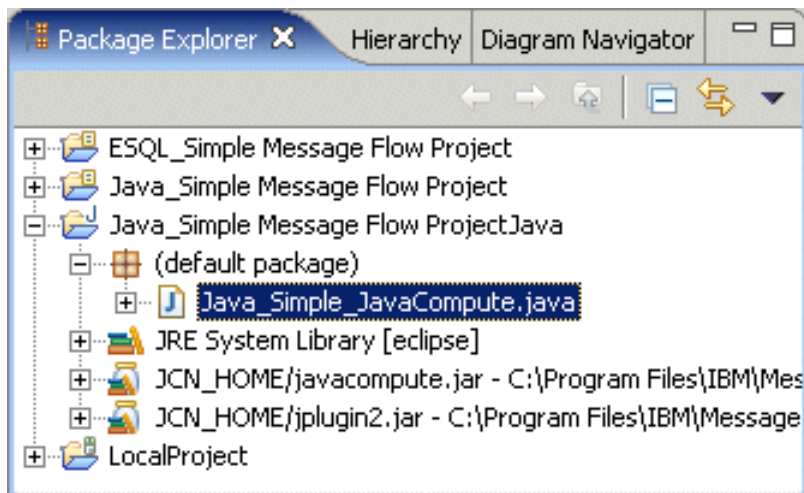 Package Explorer Hierarchy Diagram Navigator
ESQL_Simple Message Flow Project
Java_Simple Message Flow Project
Java_Simple Message Flow ProjectJava
(default package)
Java_Simple_JavaCompute.java
JRE System Library [eclipse]
JCN_HOME/javacompute.jar - C:\Program Files\IBM\Mes
JCN_HOME/jplugin2.jar - C:\Program Files\IBM\Message
LocalProject